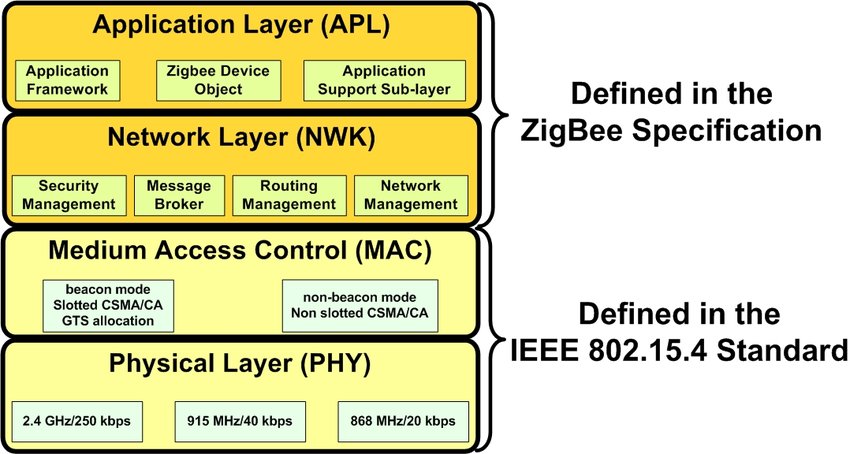 Application Layer (APL)
Application
Framework
Zigbee Device
Object
Application
Support Sub-layer
Network Layer (NWK)
Security
Management
Message
Broker
Routing
Management
Network
Management
Defined in the
ZigBee Specification
Medium Access Control (MAC)
beacon mode
Slotted CSMA/CA
GTS allocation
non-beacon mode
Non slotted CSMA/CA
Physical Layer (PHY)
2.4 GHz/250 kbps
915 MHz/40 kbps
868 MHz/20 kbps
Defined in the
IEEE 802.15.4 Standard